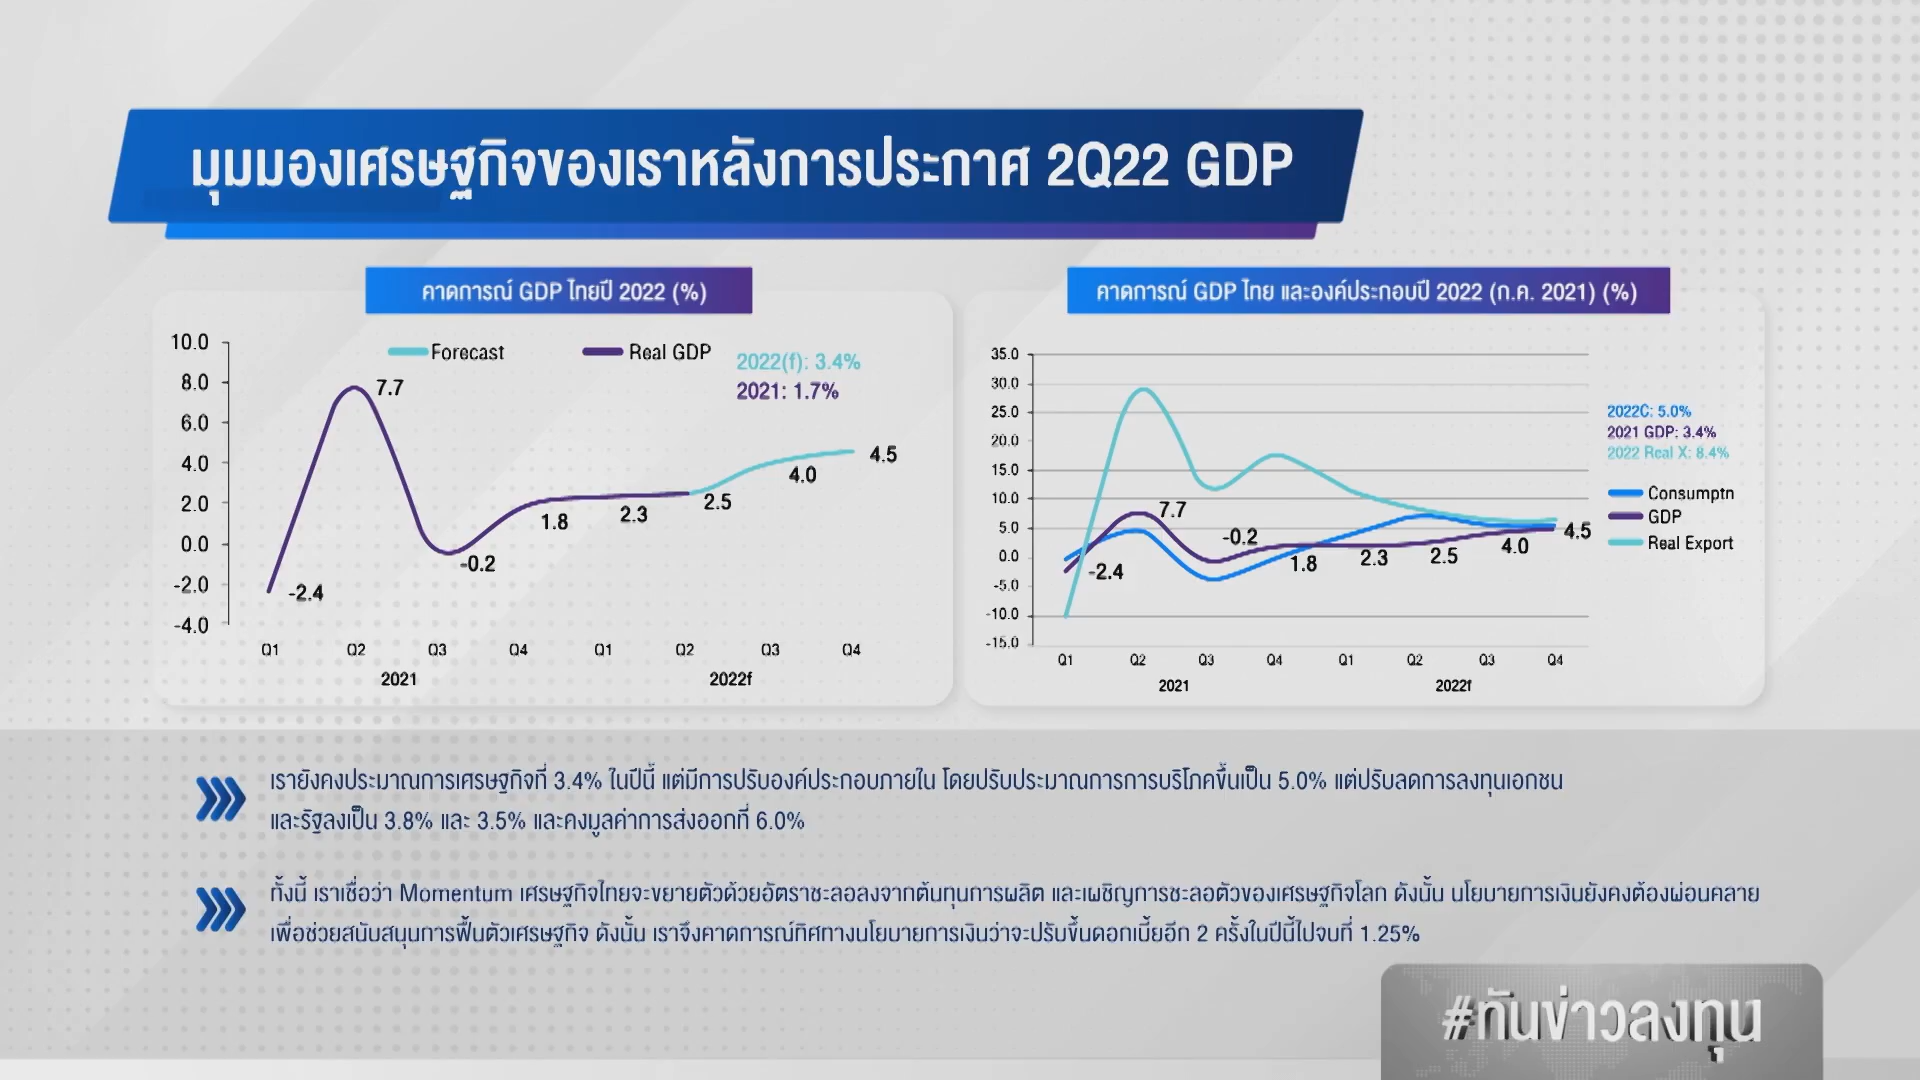 มุมมองเศรษฐกิจของเราหลังการประกาศ 2Q22 GDP
คาดการณ์ GDP ไทยปี 2022 (%)
Forecast
Real GDP
2022(f): 3.4%
2021: 1.7%
10.0
8.0
6.0
4.0
2.0
0.0
-2.0
-4.0
-2.4
7.7
-0.2
1.8
2.3
2.5
4.0
4.5
Q1 Q2 Q3 Q4 Q1 Q2 Q3 Q4
2021 2022f
คาดการณ์ GDP ไทย และองค์ประกอบปี 2022 (ก.ค. 2021) (%)
35.0
30.0
25.0
20.0
15.0
10.0
5.0
0.0
-5.0
-10.0
-15.0
-2.4
7.7
-0.2
1.8
2.3
2.5
4.0
4.5
Q1 Q2 Q3 Q4 Q1 Q2 Q3 Q4
2021 2022f
2022C: 5.0%
2021 GDP: 3.4%
2022 Real X: 8.4%
Consumptn
GDP
Real Export
เรายังคงประมาณการเศรษฐกิจที่ 3.4% ในปีนี้ แต่มีการปรับองค์ประกอบภายใน โดยปรับประมาณการการบริโภคขึ้นเป็น 5.0% แต่ปรับลดการลงทุนเอกชน
และรัฐลงเป็น 3.8% และ 3.5% และคงมูลค่าการส่งออกที่ 6.0%
ทั้งนี้ เราเชื่อว่า Momentum เศรษฐกิจไทยจะขยายตัวด้วยอัตราชะลอลงจากต้นทุนการผลิต และเผชิญการชะลอตัวของเศรษฐกิจโลก ดังนั้น นโยบายการเงินยังคงต้องผ่อนคลาย
เพื่อช่วยสนับสนุนการฟื้นตัวเศรษฐกิจ ดังนั้น เราจึงคาดการณ์ทิศทางนโยบายการเงินว่าจะปรับขึ้นดอกเบี้ยอีก 2 ครั้งในปีนี้ไปจบที่ 1.25%
#ทันข่าวลงทุน